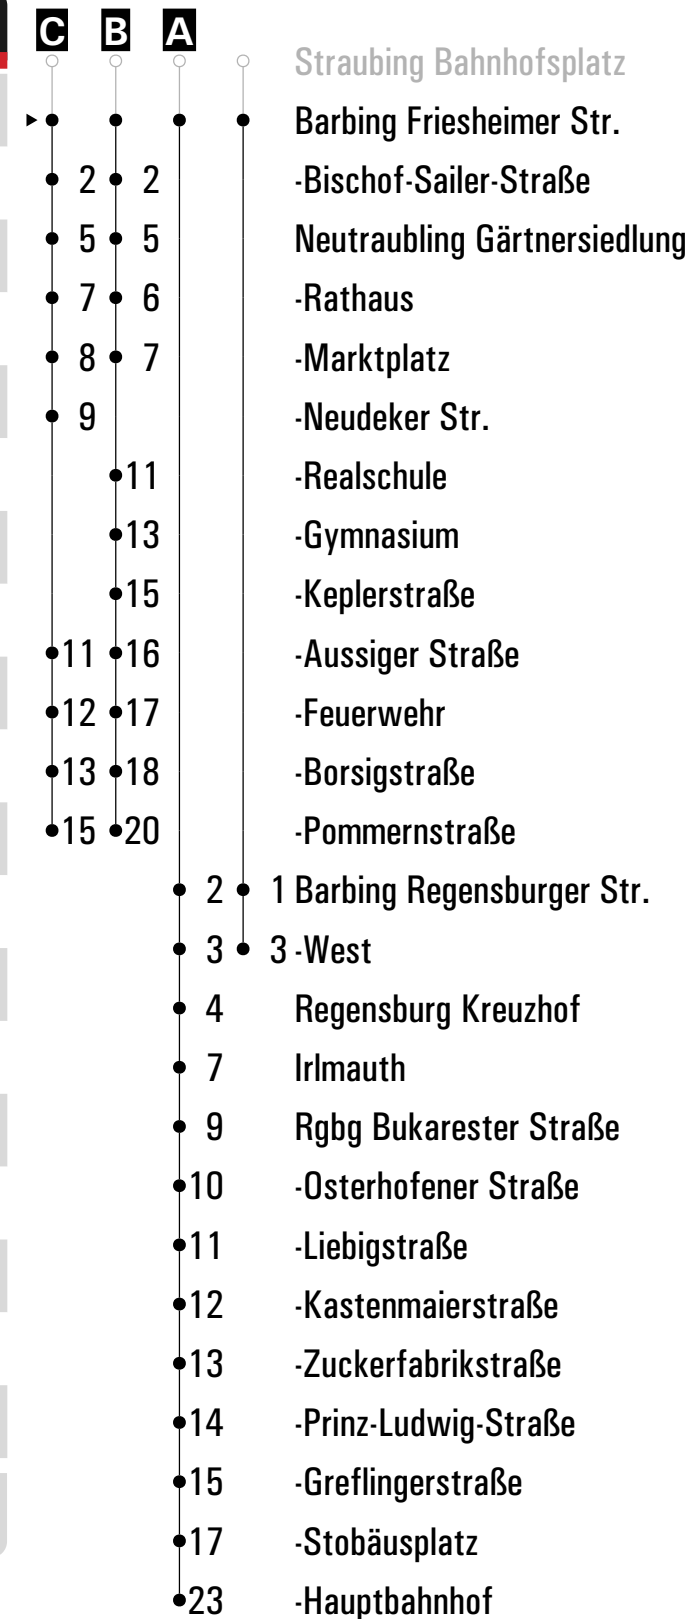 C B A
Straubing Bahnhofsplatz
Barbing Friesheimer Str.
2 2 -Bischof-Sailer-Straße
5 5 Neutraubling Gärtnersiedlung
7 6 -Rathaus
8 7 -Marktplatz
9 -Neudeker Str.
11 -Realschule
13 -Gymnasium
15 -Keplerstraße
11 16 -Aussiger Straße
12 17 -Feuerwehr
13 18 -Borsigstraße
15 20 -Pommernstraße
2 1 Barbing Regensburger Str.
3 3 -West
4 Regensburg Kreuzhof
7 Irlmauth
9 Rgbg Bukarester Straße
10 -Osterhofener Straße
11 -Liebigstraße
12 -Kastenmaierstraße
13 -Zuckerfabrikstraße
14 -Prinz-Ludwig-Straße
15 -Greflingerstraße
17 -Stobäusplatz
23 -Hauptbahnhof